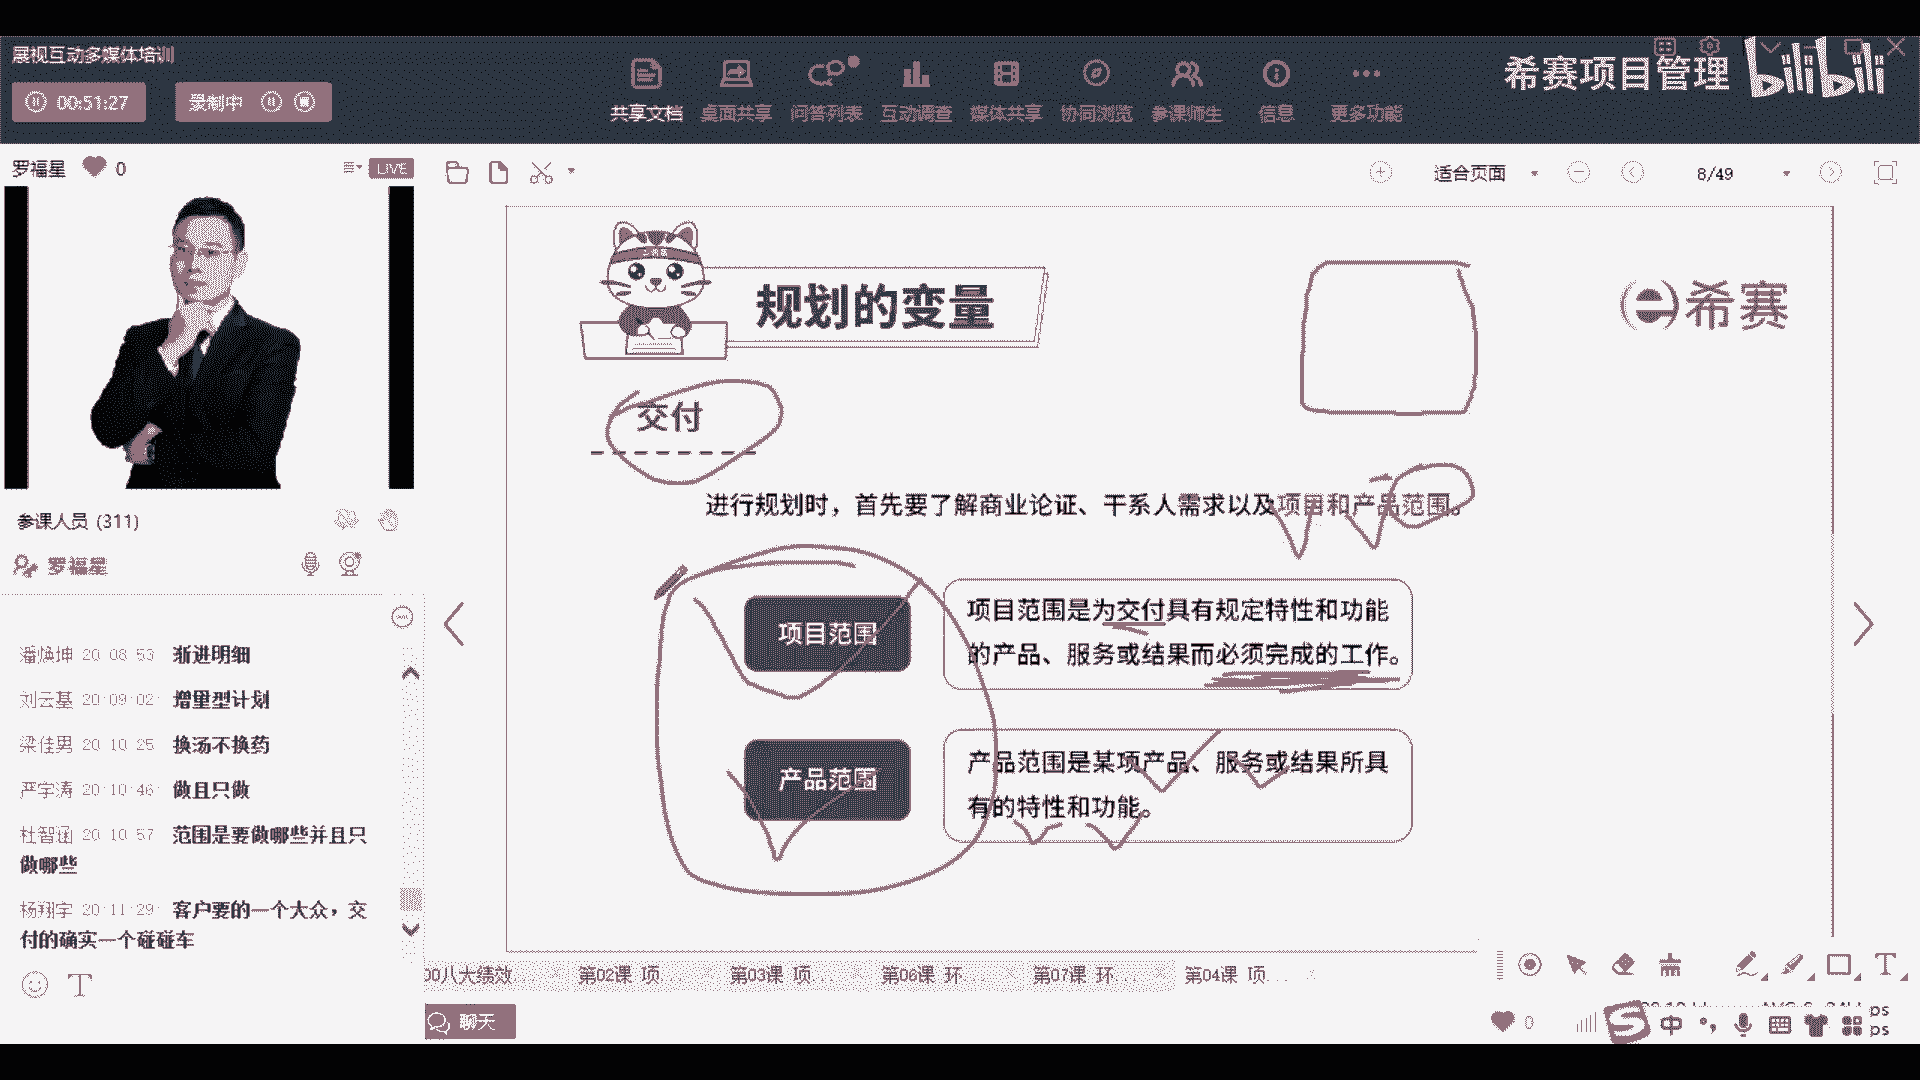 展视互动多媒体培训
00:51:27
录制中
共享文档
桌面共享
问答列表
互动调查
媒体共享
协同浏览
参课师生
信息
更多功能
希赛项目管理
bilibili
罗福星
0
LIVE
适合页面
8/49
规划的变量
希赛
交付
进行规划时，首先要了解商业论证、干系人需求以及项目和产品范围。
项目范围
项目范围是为交付具有规定特性和功能
的产品、服务或结果而必须完成的工作。
产品范围
产品范围是某项产品、服务或结果所具
有的特性和功能。
参课人员 (311)
罗福星
潘焕坤 20:08:53 渐进明细
刘云基 20:09:02 增量型计划
梁佳男 20:10:25 换汤不换药
严宇涛 20:10:46 做且只做
杜智涵 20:10:57 范围是要做哪些并且只
做哪些
杨翔宇 20:11:29 客户要的一个大众，交
付的确实一个碰碰车
00八大绩效...
第02课 项...
第03课 项...
第06课 环...
第07课 环...
第04课 项...
聊天
0
中
ps
ps